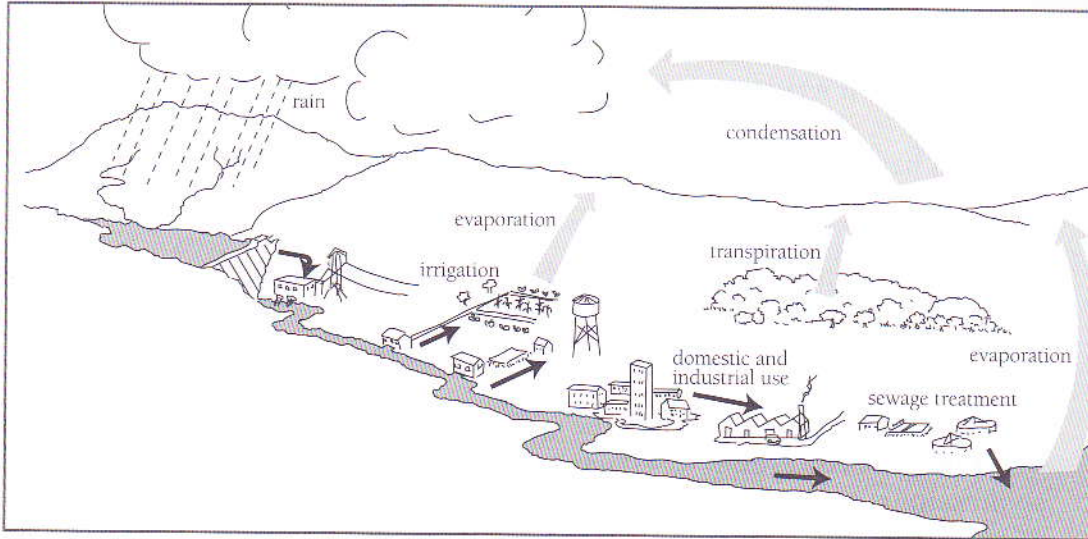 rain
condensation
evaporation
transpiration
irrigation
evaporation
domestic and
industrial use
sewage treatment